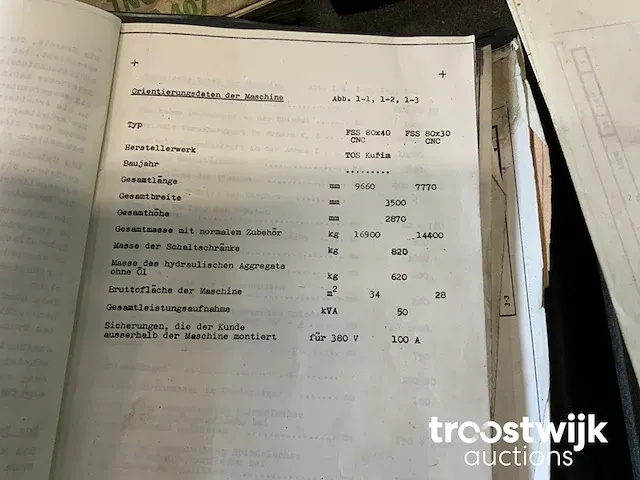 Orientierungsdaten der Maschine Abb. 1-1, 1-2, 1-3
Typ FSS 80x40 FSS 80x30
CNC CNC
Herstellerwerk TOS Kuřim
Baujahr .........
Gesamtlänge mm 9660 7770
Gesamtbreite mm 3500
Gesamthöhe mm 2870
Gesamtmasse mit normalem Zubehör kg 16900 14400
Masse der Schaltschränke kg 820
Masse des hydraulischen Aggregats
ohne Öl kg 620
Bruttofläche der Maschine m² 34 28
Gesamtleistungsaufnahme kVA 50
Sicherungen, die der Kunde
ausserhalb der Maschine montiert für 380 V 100 A
troostwijk
auctions